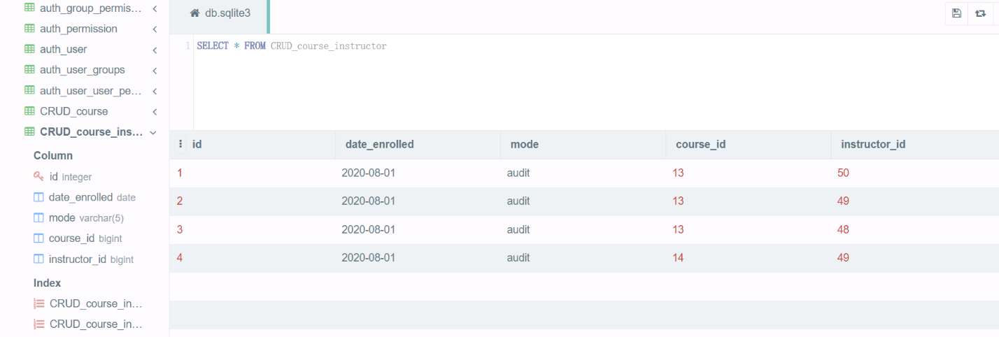 auth_group_permis...
auth_permission
auth_user
auth_user_groups
auth_user_user_pe...
CRUD_course
CRUD_course_ins...
Column
id integer
date_enrolled date
mode varchar(5)
course_id bigint
instructor_id bigint
Index
CRUD_course_in...
CRUD_course_in...
db.sqlite3
1 SELECT * FROM CRUD_course_instructor
id date_enrolled mode course_id instructor_id
1 2020-08-01 audit 13 50
2 2020-08-01 audit 13 49
3 2020-08-01 audit 13 48
4 2020-08-01 audit 14 49